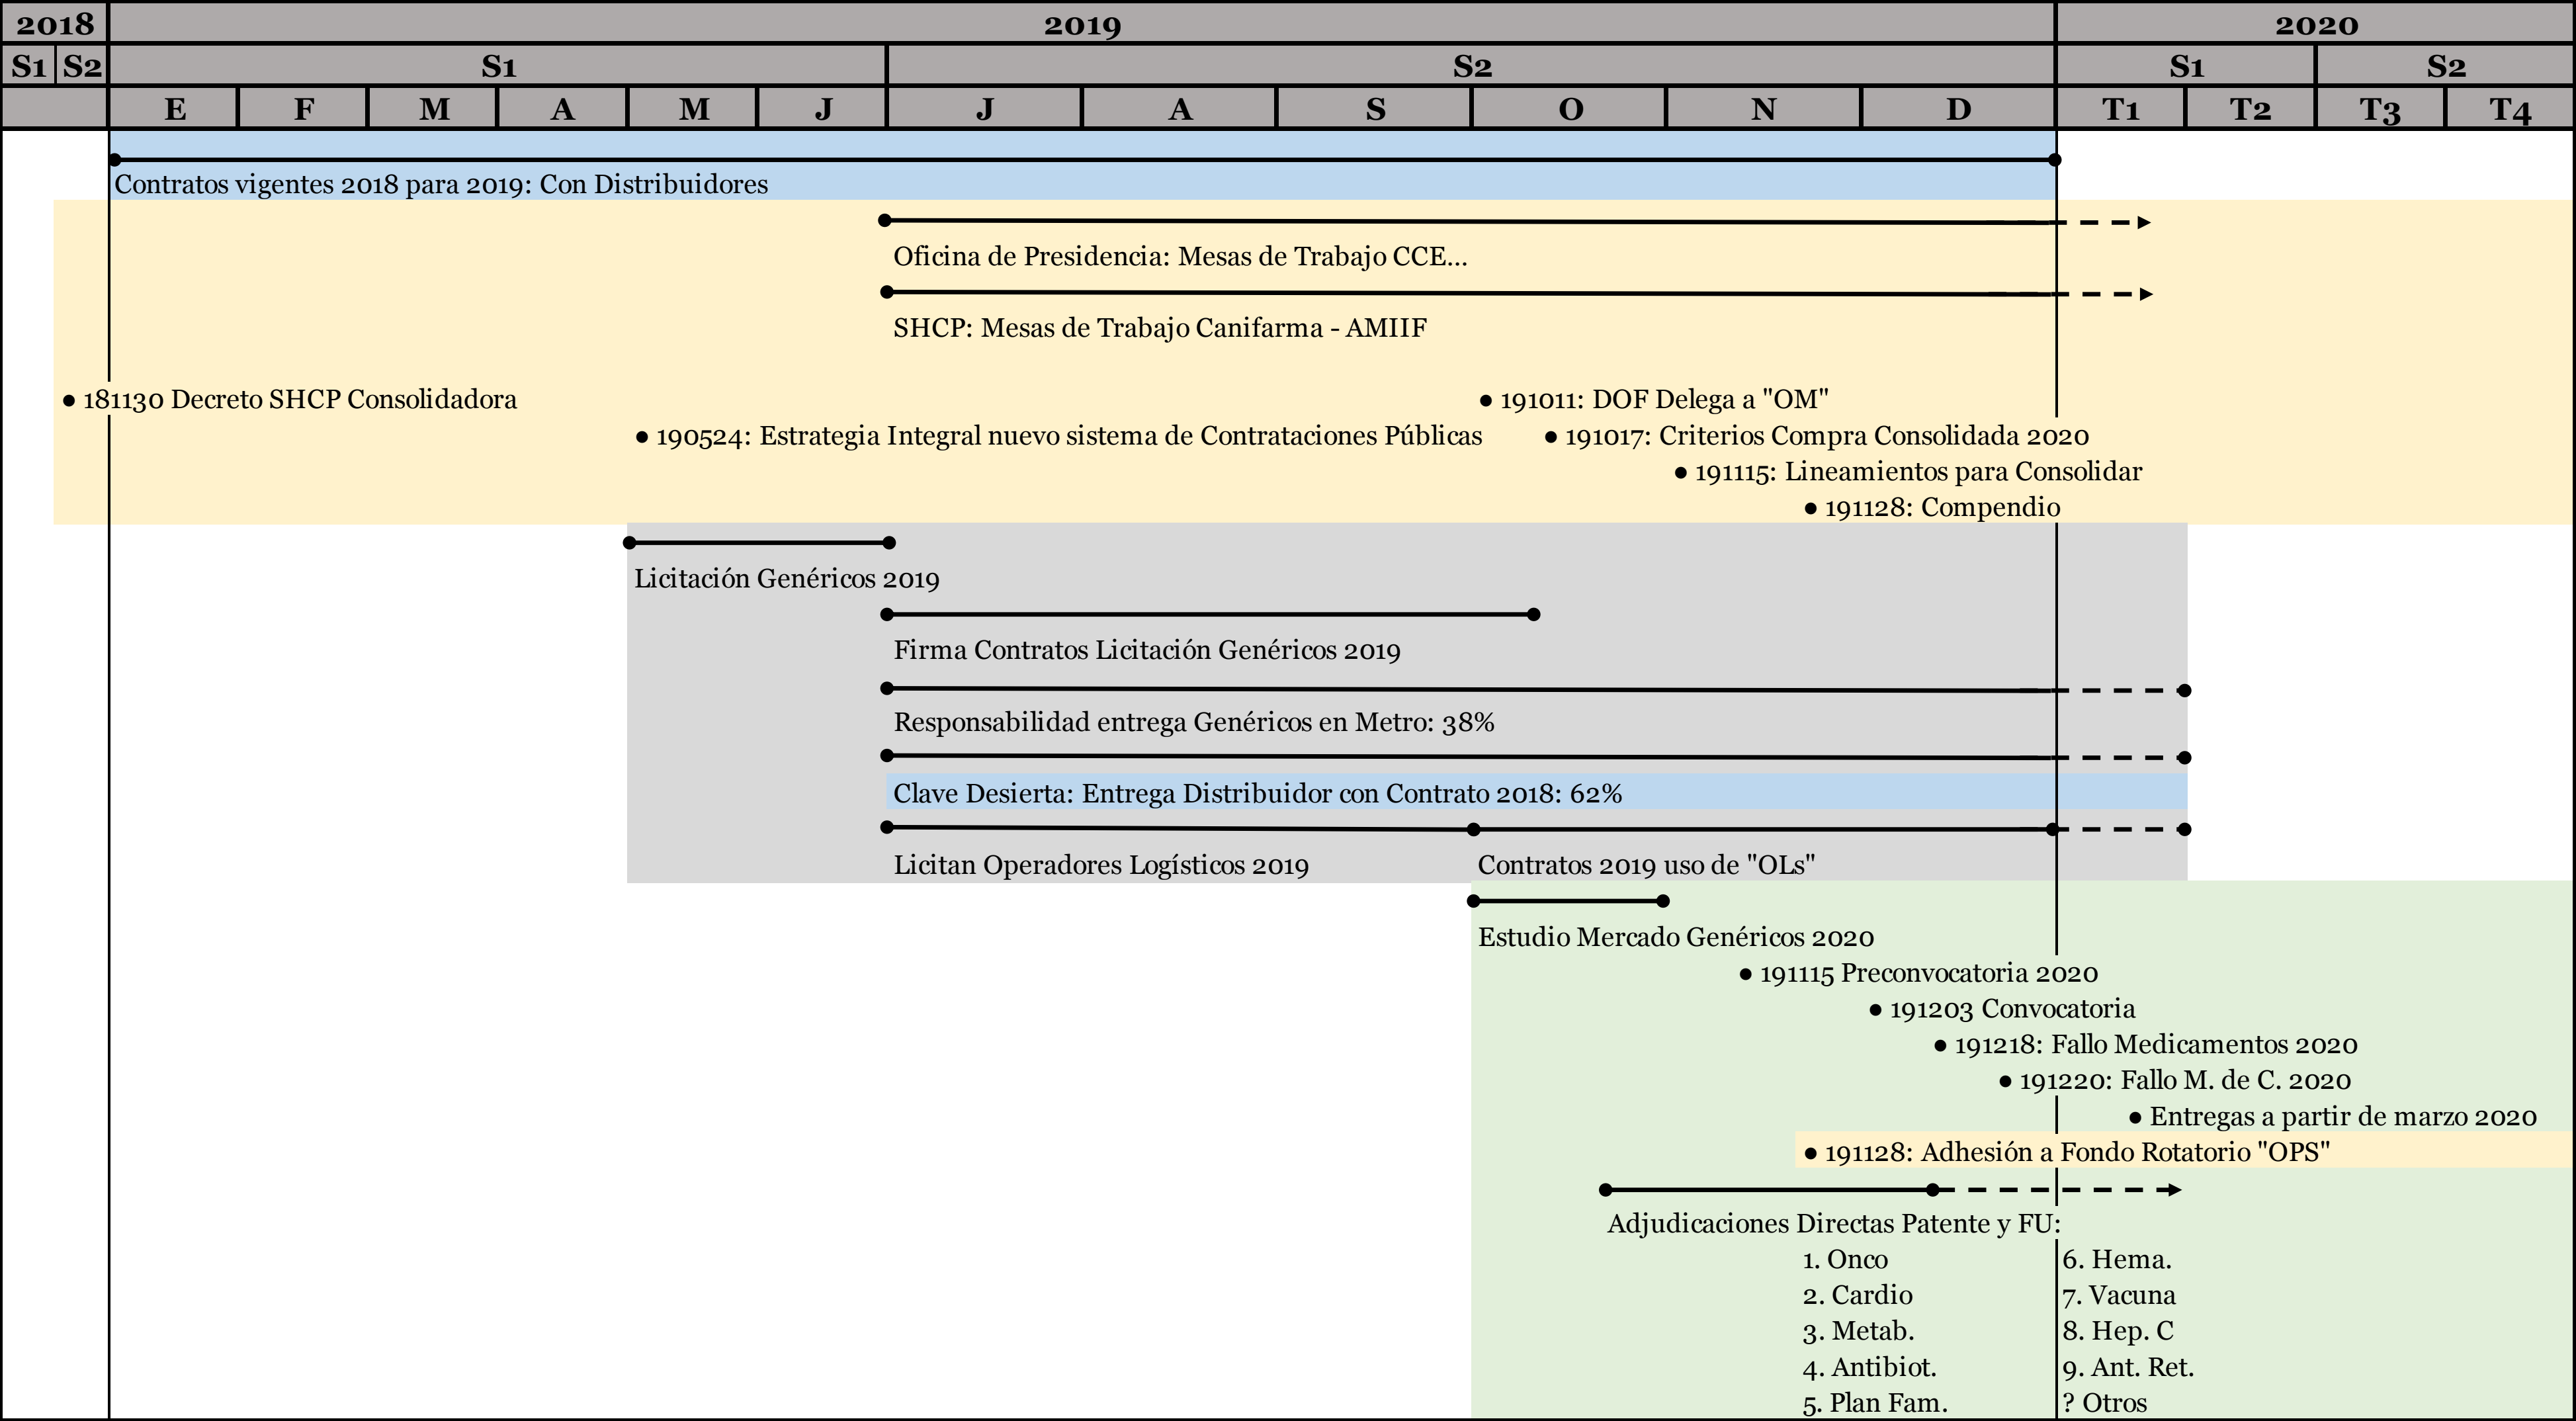 2018 2019 2020
S1 S2 S1 S2 S1 S2
E F M A M J J A S O N D T1 T2 T3 T4
Contratos vigentes 2018 para 2019: Con Distribuidores
Oficina de Presidencia: Mesas de Trabajo CCE...
SHCP: Mesas de Trabajo Canifarma - AMIIF
● 181130 Decreto SHCP Consolidadora
● 191011: DOF Delega a "OM"
● 190524: Estrategia Integral nuevo sistema de Contrataciones Públicas
● 191017: Criterios Compra Consolidada 2020
● 191115: Lineamientos para Consolidar
● 191128: Compendio
Licitación Genéricos 2019
Firma Contratos Licitación Genéricos 2019
Responsabilidad entrega Genéricos en Metro: 38%
Clave Desierta: Entrega Distribuidor con Contrato 2018: 62%
Licitan Operadores Logísticos 2019
Contratos 2019 uso de "OLs"
Estudio Mercado Genéricos 2020
● 191115 Preconvocatoria 2020
● 191203 Convocatoria
● 191218: Fallo Medicamentos 2020
● 191220: Fallo M. de C. 2020
● Entregas a partir de marzo 2020
● 191128: Adhesión a Fondo Rotatorio "OPS"
Adjudicaciones Directas Patente y FU:
1. Onco
2. Cardio
3. Metab.
4. Antibiot.
5. Plan Fam.
6. Hema.
7. Vacuna
8. Hep. C
9. Ant. Ret.
? Otros